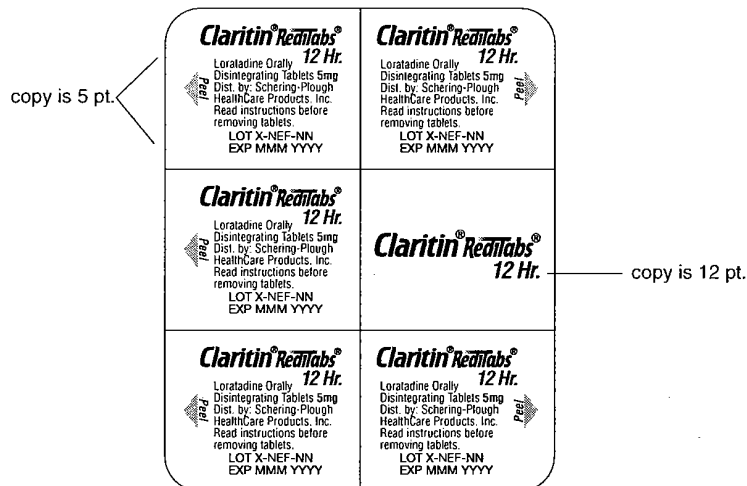 Claritin® RediTabs®
12 Hr.
Loratadine Orally
Disintegrating Tablets 5mg
Dist. by: Schering-Plough
HealthCare Products, Inc.
Read instructions before
removing tablets.
LOT X-NEF-NN
EXP MMM YYYY
Peel
Claritin® RediTabs®
12 Hr.
Loratadine Orally
Disintegrating Tablets 5mg
Dist. by: Schering-Plough
HealthCare Products, Inc.
Read instructions before
removing tablets.
LOT X-NEF-NN
EXP MMM YYYY
Peel
copy is 5 pt.
Claritin® RediTabs®
12 Hr.
Loratadine Orally
Disintegrating Tablets 5mg
Dist. by: Schering-Plough
HealthCare Products, Inc.
Read instructions before
removing tablets.
LOT X-NEF-NN
EXP MMM YYYY
Peel
Claritin® RediTabs®
12 Hr.
copy is 12 pt.
Claritin® RediTabs®
12 Hr.
Loratadine Orally
Disintegrating Tablets 5mg
Dist. by: Schering-Plough
HealthCare Products, Inc.
Read instructions before
removing tablets.
LOT X-NEF-NN
EXP MMM YYYY
Peel
Claritin® RediTabs®
12 Hr.
Loratadine Orally
Disintegrating Tablets 5mg
Dist. by: Schering-Plough
HealthCare Products, Inc.
Read instructions before
removing tablets.
LOT X-NEF-NN
EXP MMM YYYY
Peel